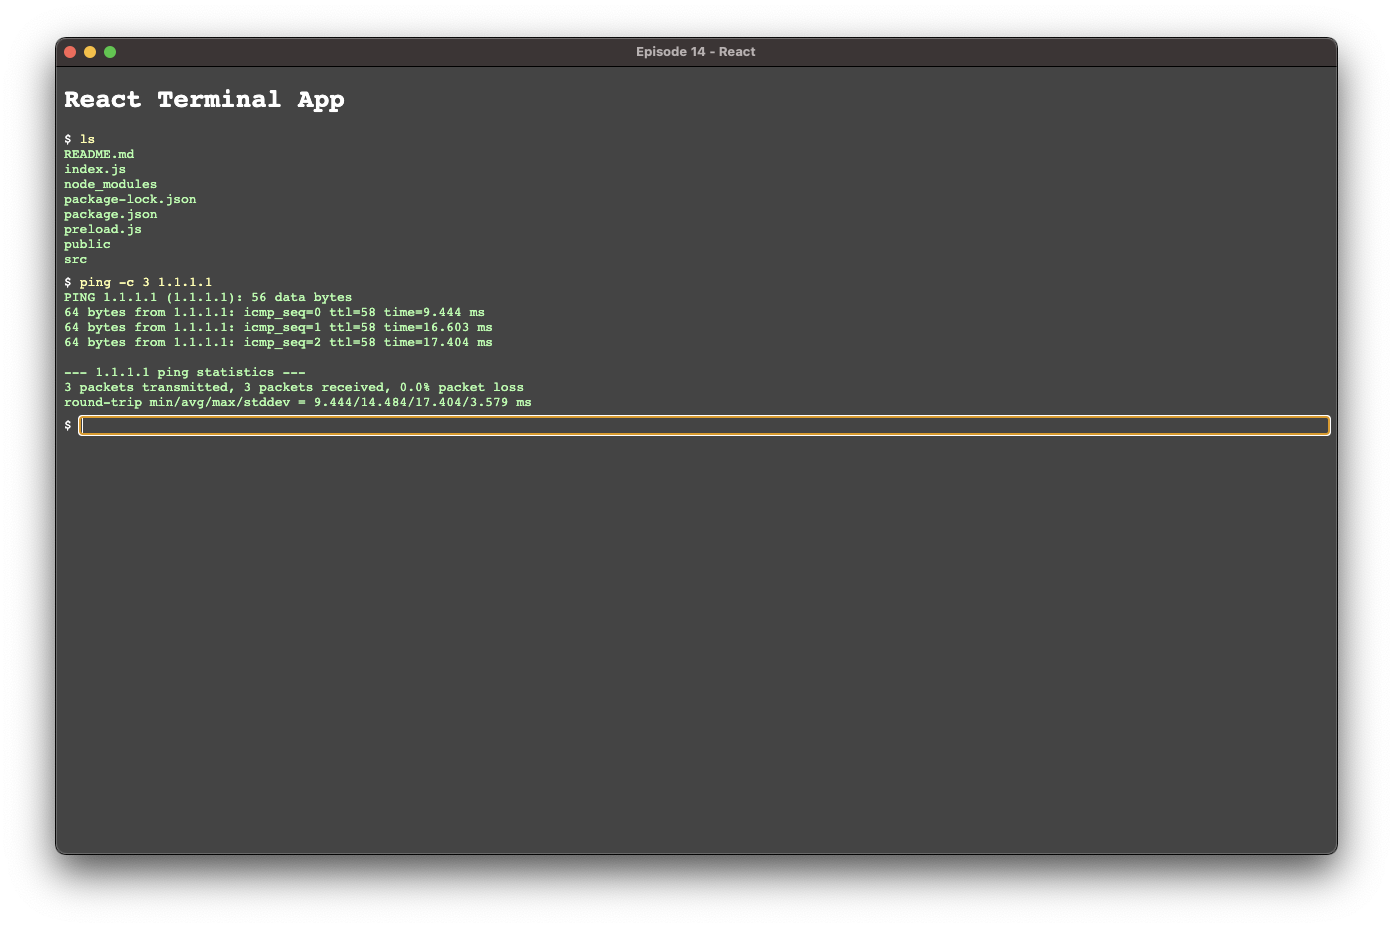 Episode 14 - React
React Terminal App
$ ls
README.md
index.js
node_modules
package-lock.json
package.json
preload.js
public
src
$ ping -c 3 1.1.1.1
PING 1.1.1.1 (1.1.1.1): 56 data bytes
64 bytes from 1.1.1.1: icmp_seq=0 ttl=58 time=9.444 ms
64 bytes from 1.1.1.1: icmp_seq=1 ttl=58 time=16.603 ms
64 bytes from 1.1.1.1: icmp_seq=2 ttl=58 time=17.404 ms
--- 1.1.1.1 ping statistics ---
3 packets transmitted, 3 packets received, 0.0% packet loss
round-trip min/avg/max/stddev = 9.444/14.484/17.404/3.579 ms
$